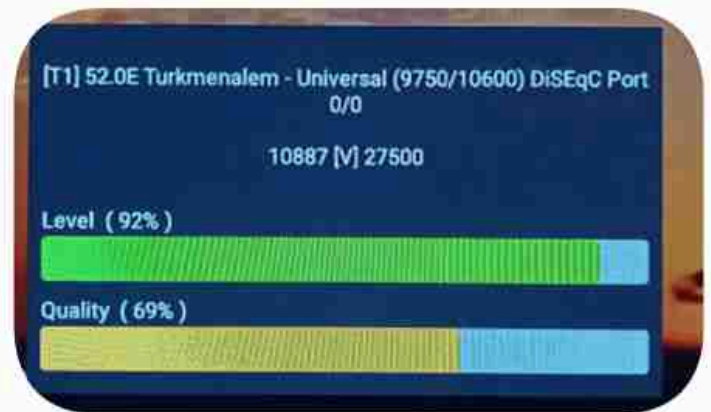 [T1] 52.0E Turkmenalem - Universal (9750/10600) DiSEqC Port
0/0
10887 [V] 27500
Level ( 92% )
Quality ( 69% )